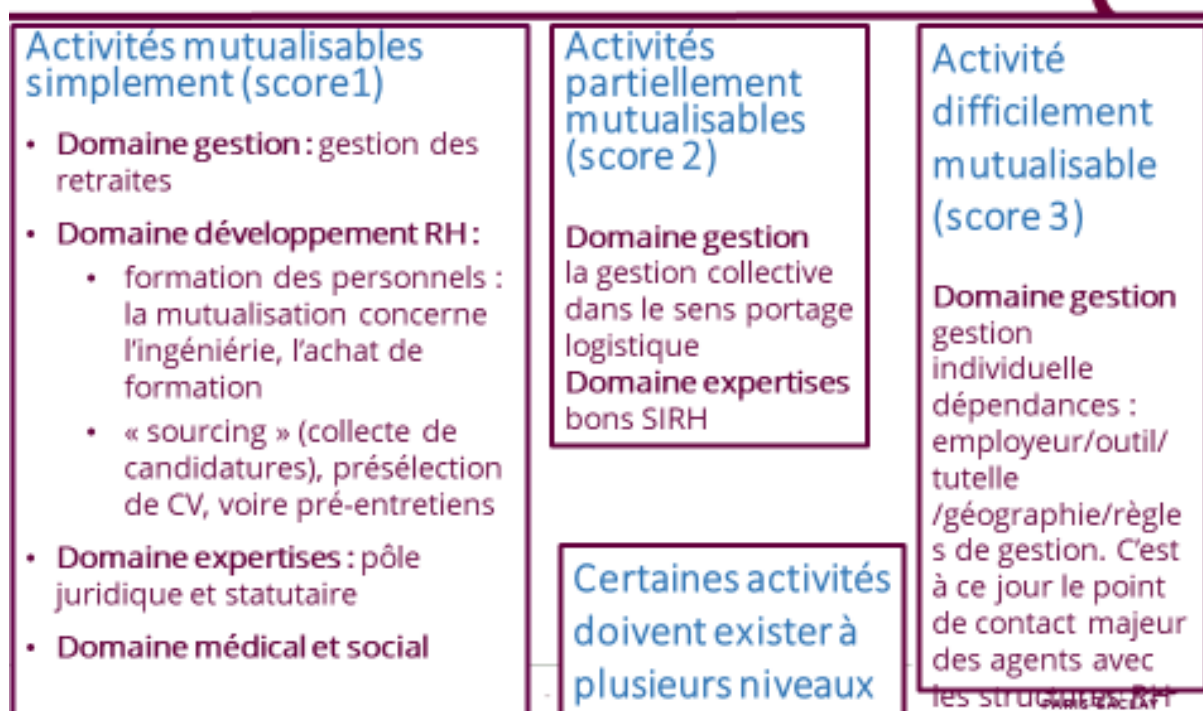 Activités mutualisables
simplement (score1)
• Domaine gestion : gestion des
retraites
• Domaine développement RH :
• formation des personnels :
la mutualisation concerne
l'ingéniérie, l'achat de
formation
• « sourcing » (collecte de
candidatures), présélection
de CV, voire pré-entretiens
• Domaine expertises : pôle
juridique et statutaire
• Domaine médical et social
Activités
partiellement
mutualisables
(score 2)
Domaine gestion
la gestion collective
dans le sens portage
logistique
Domaine expertises
bons SIRH
Certaines activités
doivent exister à
plusieurs niveaux
Activité
difficilement
mutualisable
(score 3)
Domaine gestion
gestion
individuelle
dépendances :
employeur/outil/
tutelle
/géographie/règle
s de gestion. C'est
à ce jour le point
de contact majeur
des agents avec
les structures RH
PARIS-SACLAY